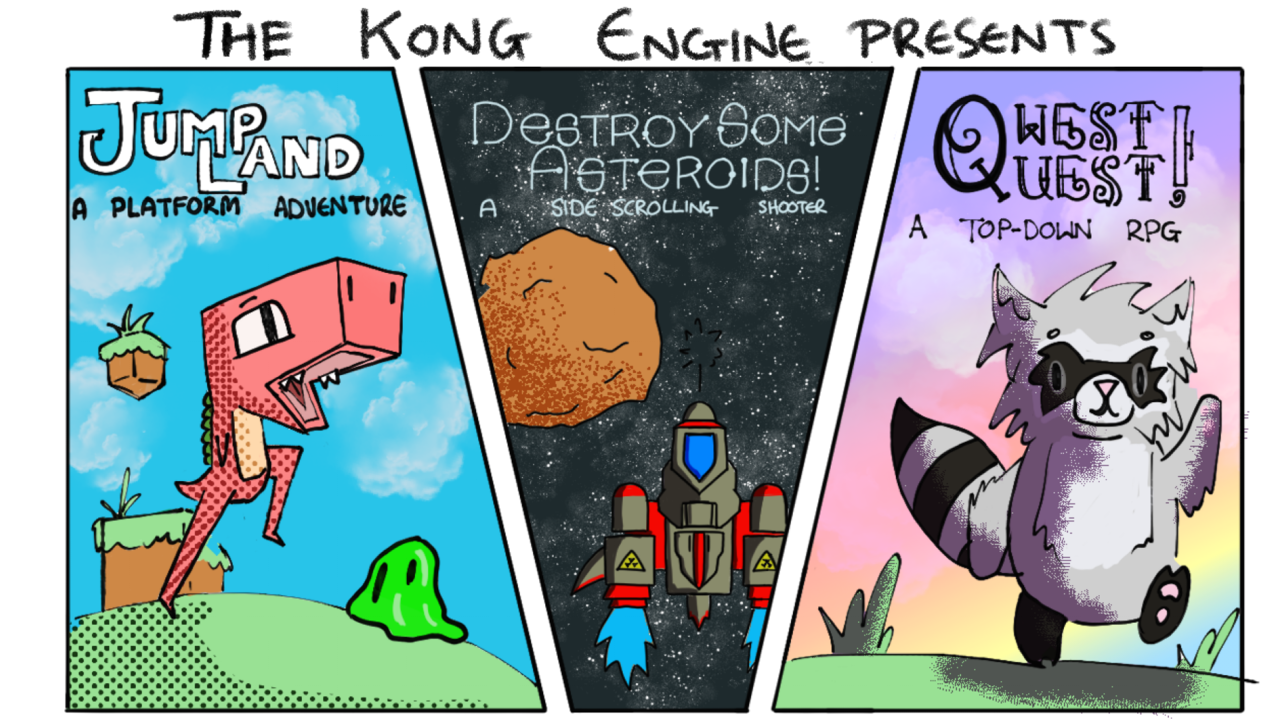 THE KONG ENGINE PRESENTS
JUMP
LAND
A PLATFORM ADVENTURE
DESTROY SOME
ASTEROIDS!
A SIDE SCROLLING SHOOTER
QWEST
QUEST!
A TOP-DOWN RPG